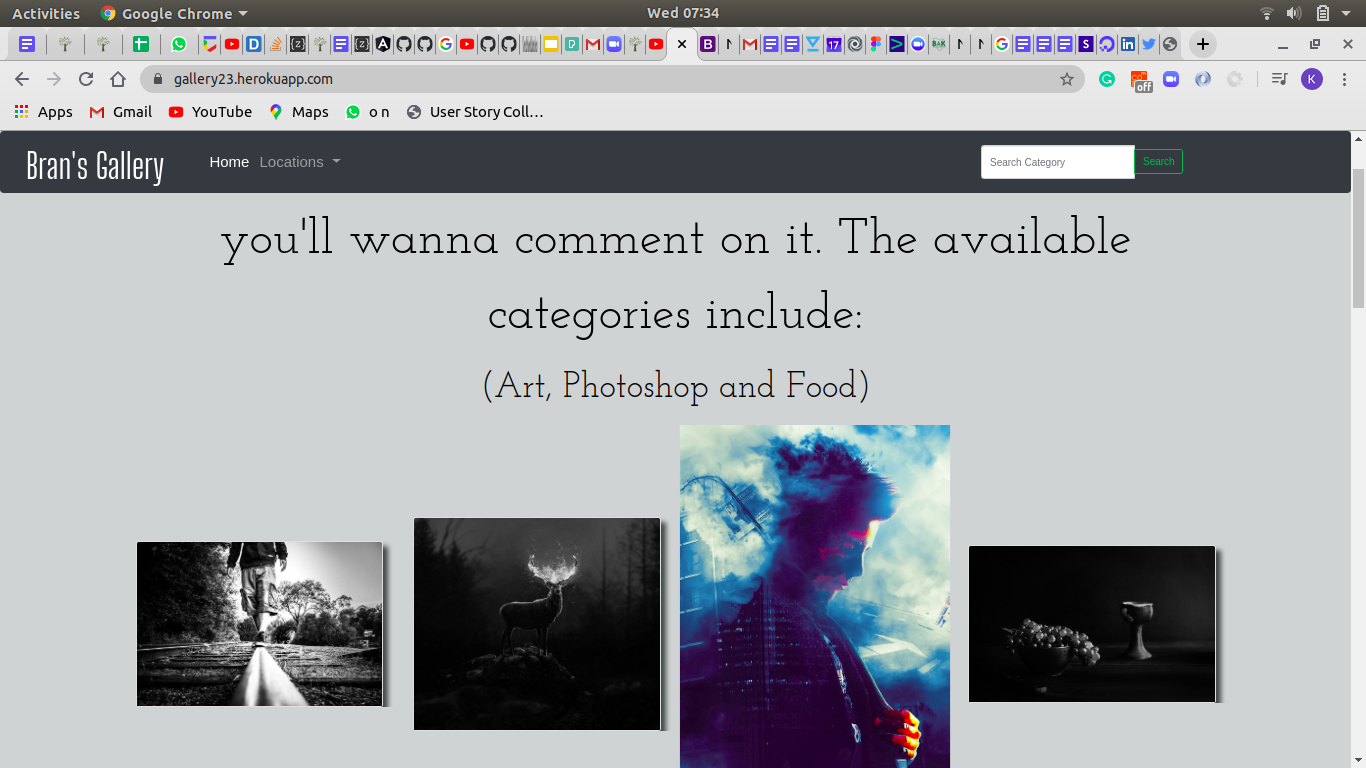 Activities
Google Chrome
Wed 07:34
gallery23.herokuapp.com
K
off
Apps
Gmail
YouTube
Maps
o n
User Story Coll...
Bran's Gallery
Home
Locations
Search Category
Search
you'll wanna comment on it. The available
categories include:
(Art, Photoshop and Food)